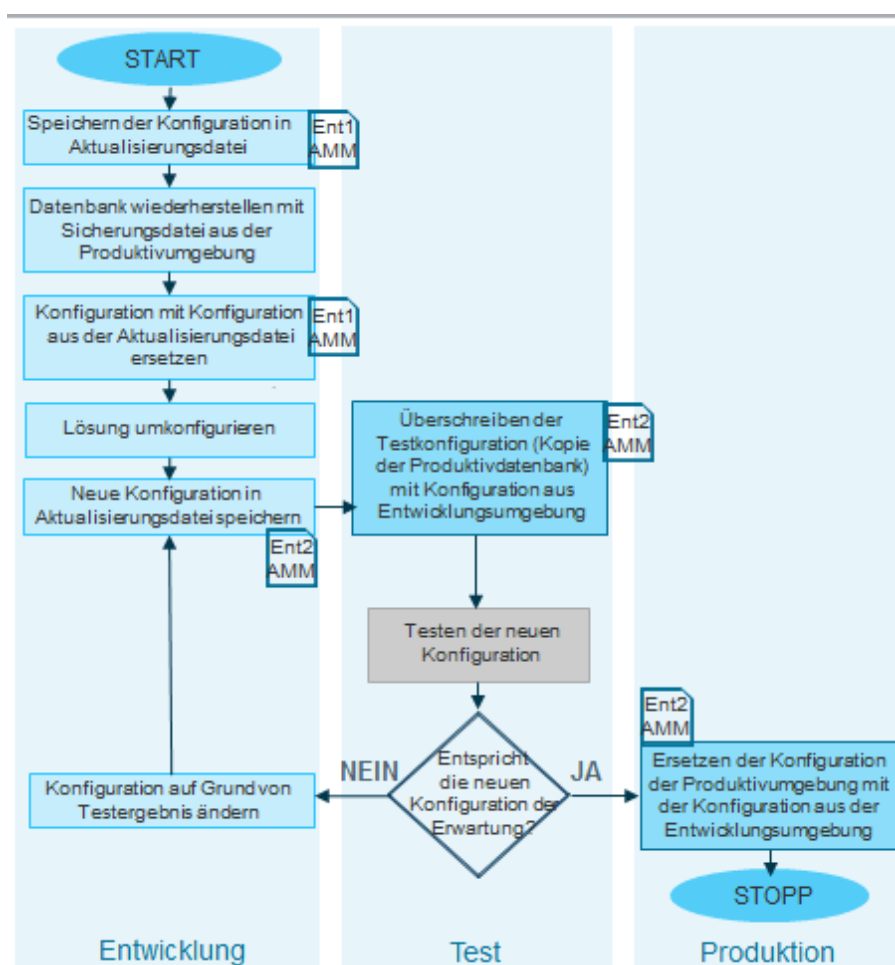 START
Speichern der Konfiguration in
Aktualisierungsdatei
Ent1
AMM
Datenbank wiederherstellen mit
Sicherungsdatei aus der
Produktivumgebung
Konfiguration mit Konfiguration
aus der Aktualisierungsdatei
ersetzen
Ent1
AMM
Lösung umkonfigurieren
Neue Konfiguration in
Aktualisierungsdatei speichern
Ent2
AMM
Überschreiben der
Testkonfiguration (Kopie
der Produktivdatenbank)
mit Konfiguration aus
Entwicklungsumgebung
Ent2
AMM
Testen der neuen
Konfiguration
Entspricht
die neuen
Konfiguration der
Erwartung?
NEIN
JA
Konfiguration auf Grund von
Testergebnis ändern
Ent2
AMM
Ersetzen der Konfiguration
der Produktivumgebung mit
der Konfiguration aus der
Entwicklungsumgebung
STOPP
Entwicklung
Test
Produktion